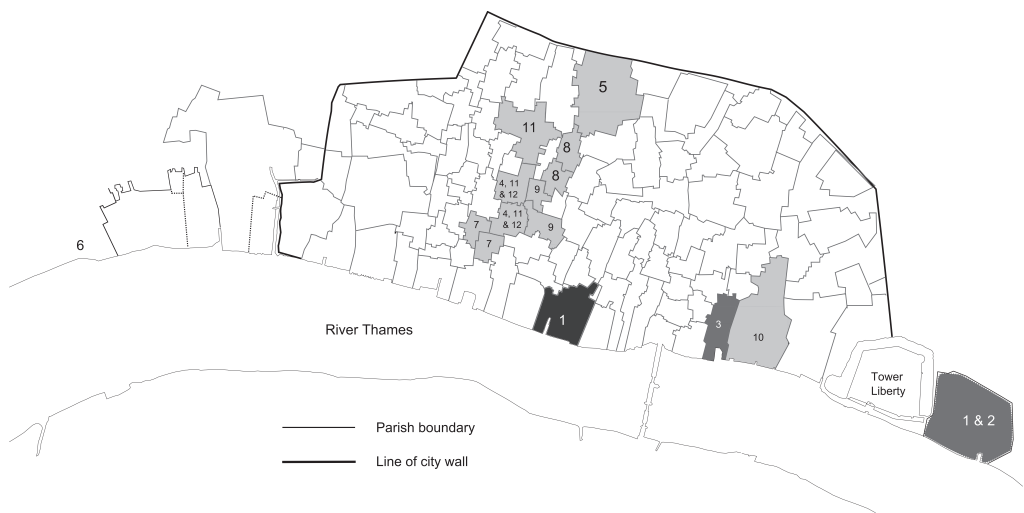 5
11
8
8
4, 11
& 12
9
4, 11
& 12
7
9
7
6
1
3
10
River Thames
Tower
Liberty
1 & 2
Parish boundary
Line of city wall